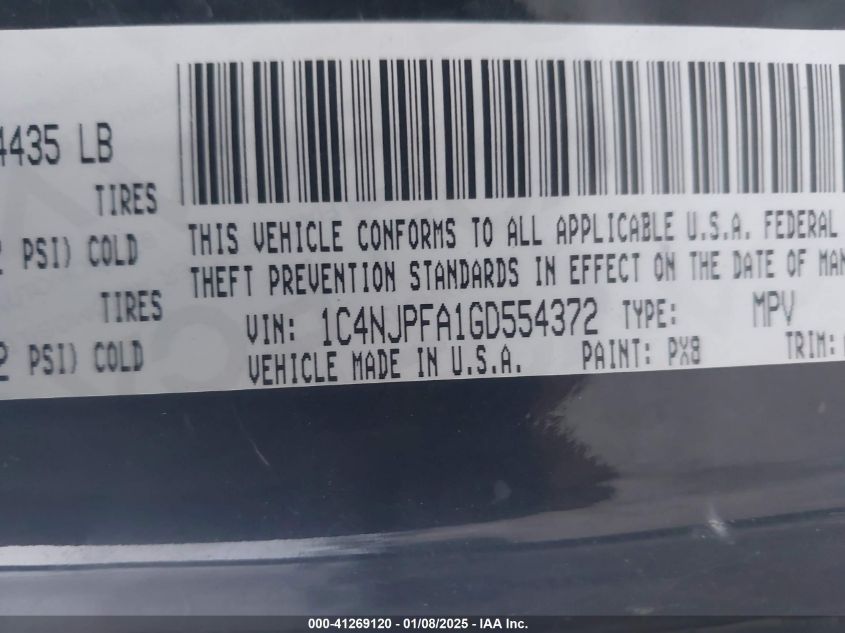 4435 LB
TIRES
PSI) COLD
TIRES
PSI) COLD
THIS VEHICLE CONFORMS TO ALL APPLICABLE U.S.A. FEDERAL
THEFT PREVENTION STANDARDS IN EFFECT ON THE DATE OF MAN
VIN: 1C4NJPFA1GD554372 TYPE: MPV
VEHICLE MADE IN U.S.A. PAINT: PX8 TRIM:
000-41269120 - 01/08/2025 - IAA Inc.